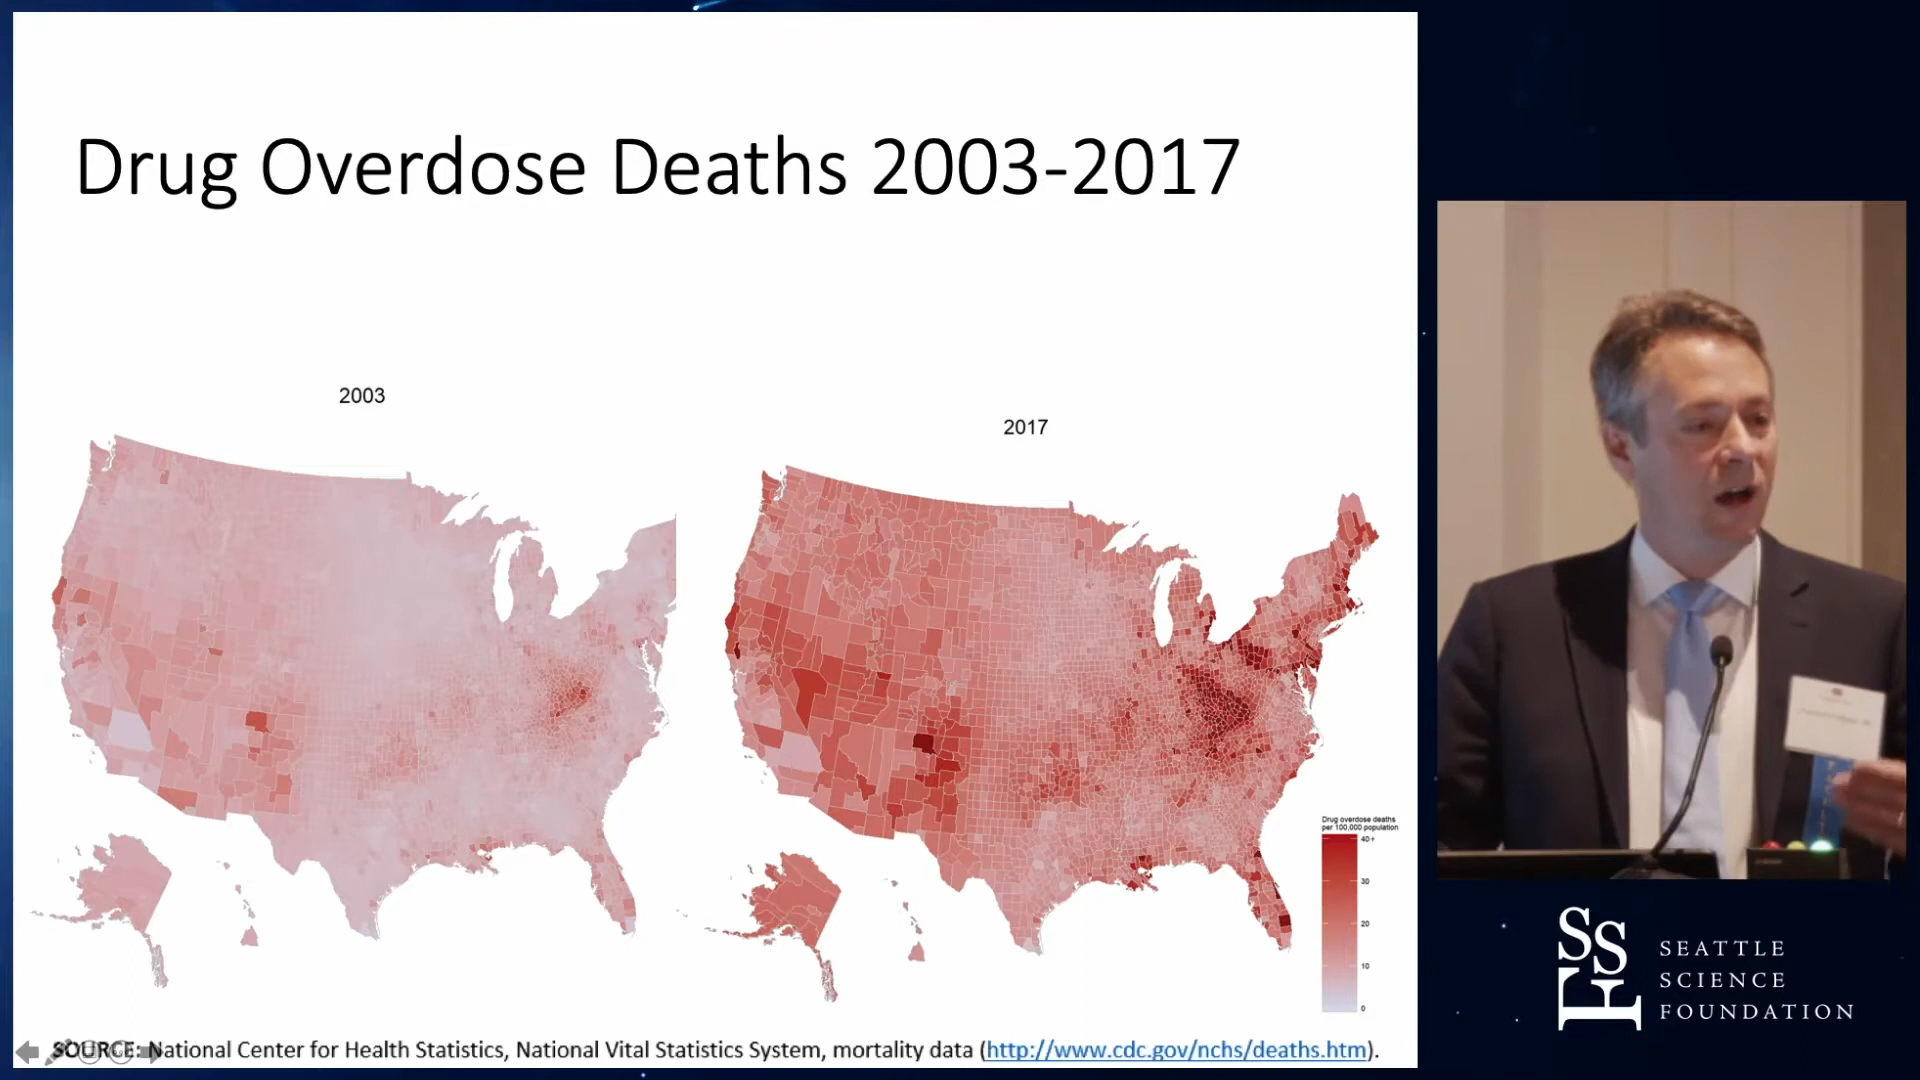 Drug Overdose Deaths 2003-2017
2003
2017
Drug overdose deaths
per 100,000 population
40+
30
20
10
0
SOURCE: National Center for Health Statistics, National Vital Statistics System, mortality data (http://www.cdc.gov/nchs/deaths.htm).
SSF
SEATTLE
SCIENCE
FOUNDATION